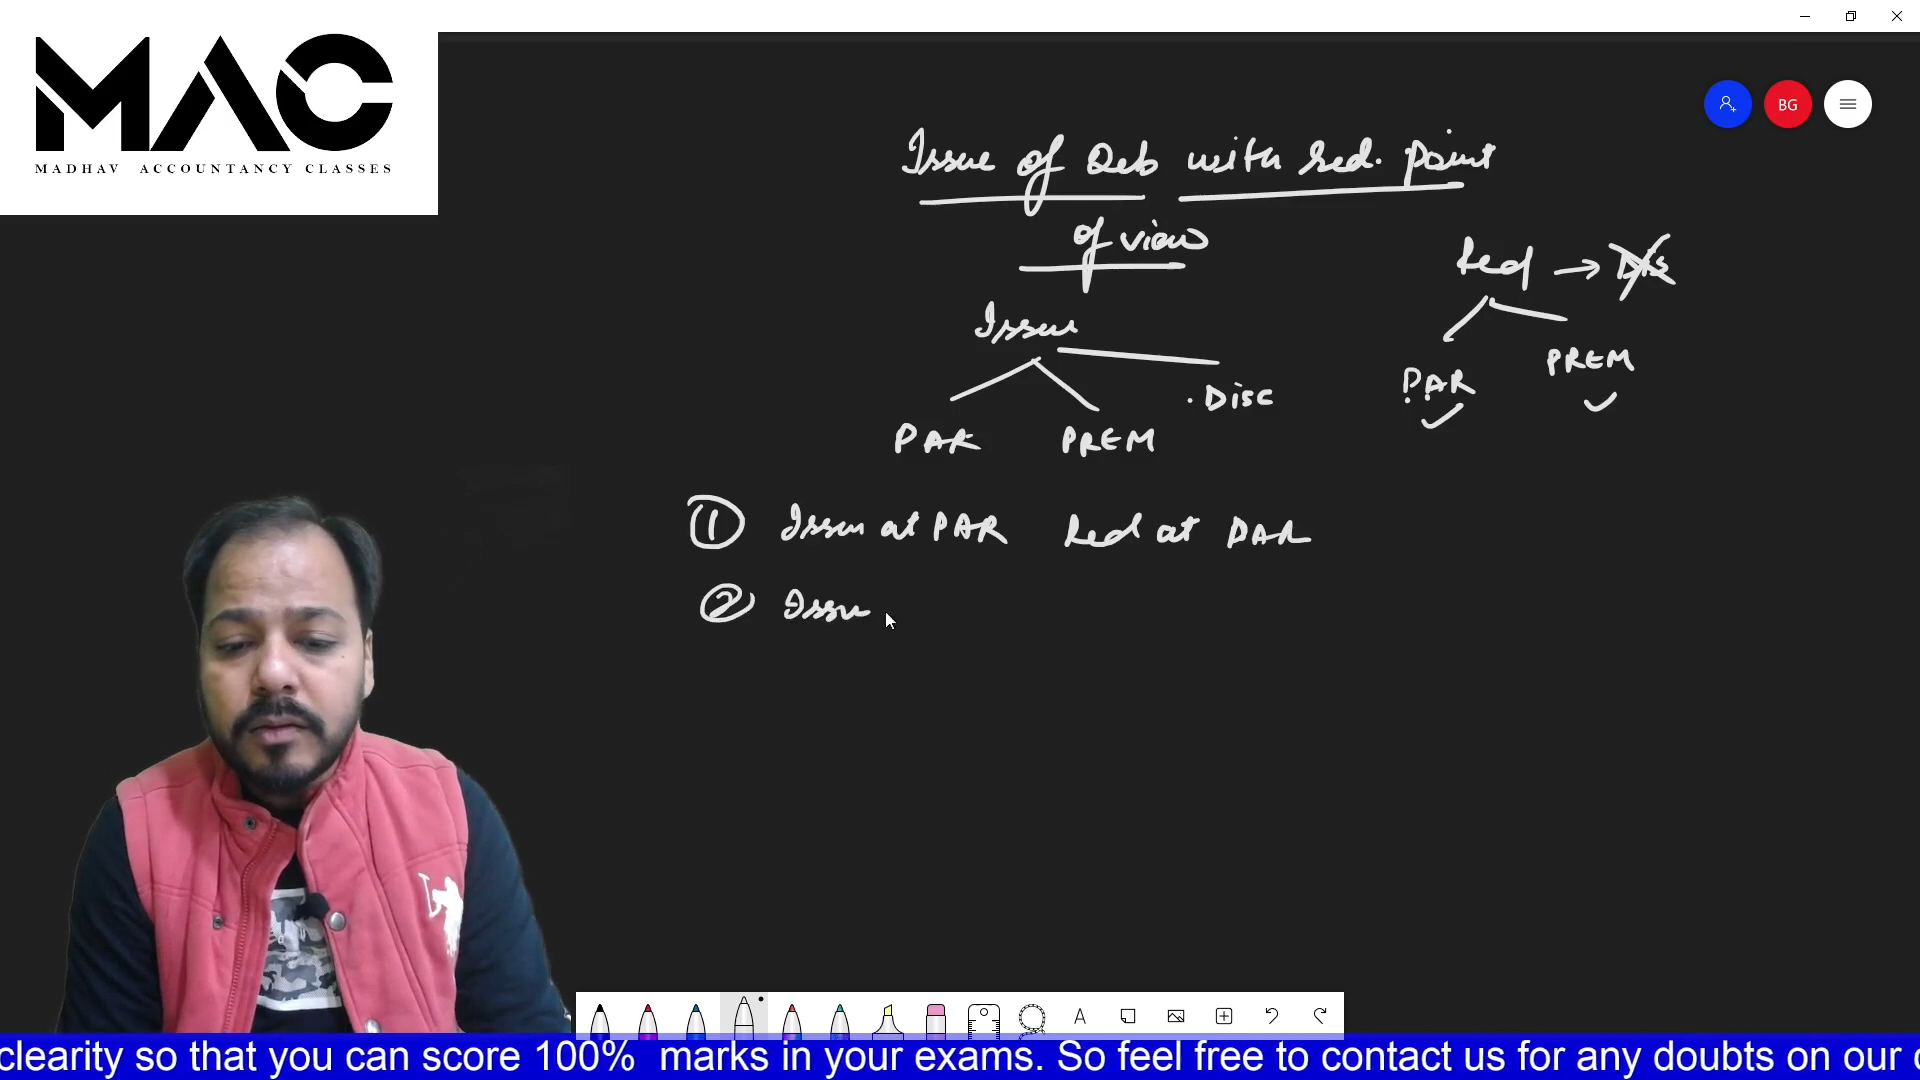 MAC
MADHAV ACCOUNTANCY CLASSES
BG
Issue of Deb with red. point
of view
Red → Dis
Issue
PAR PREM
Disc
PAR PREM
① Issue at PAR Red at PAR
② Issue
A
clearity so that you can score 100% marks in your exams. So feel free to contact us for any doubts on our